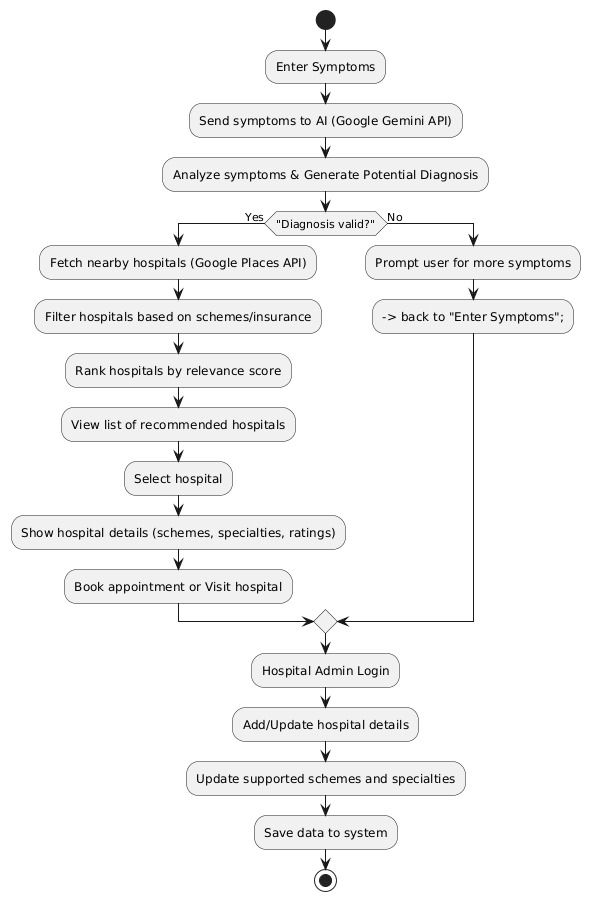 Enter Symptoms
Send symptoms to AI (Google Gemini API)
Analyze symptoms & Generate Potential Diagnosis
Yes
"Diagnosis valid?"
No
Fetch nearby hospitals (Google Places API)
Filter hospitals based on schemes/insurance
Rank hospitals by relevance score
View list of recommended hospitals
Select hospital
Show hospital details (schemes, specialties, ratings)
Book appointment or Visit hospital
Prompt user for more symptoms
-> back to "Enter Symptoms";
Hospital Admin Login
Add/Update hospital details
Update supported schemes and specialties
Save data to system